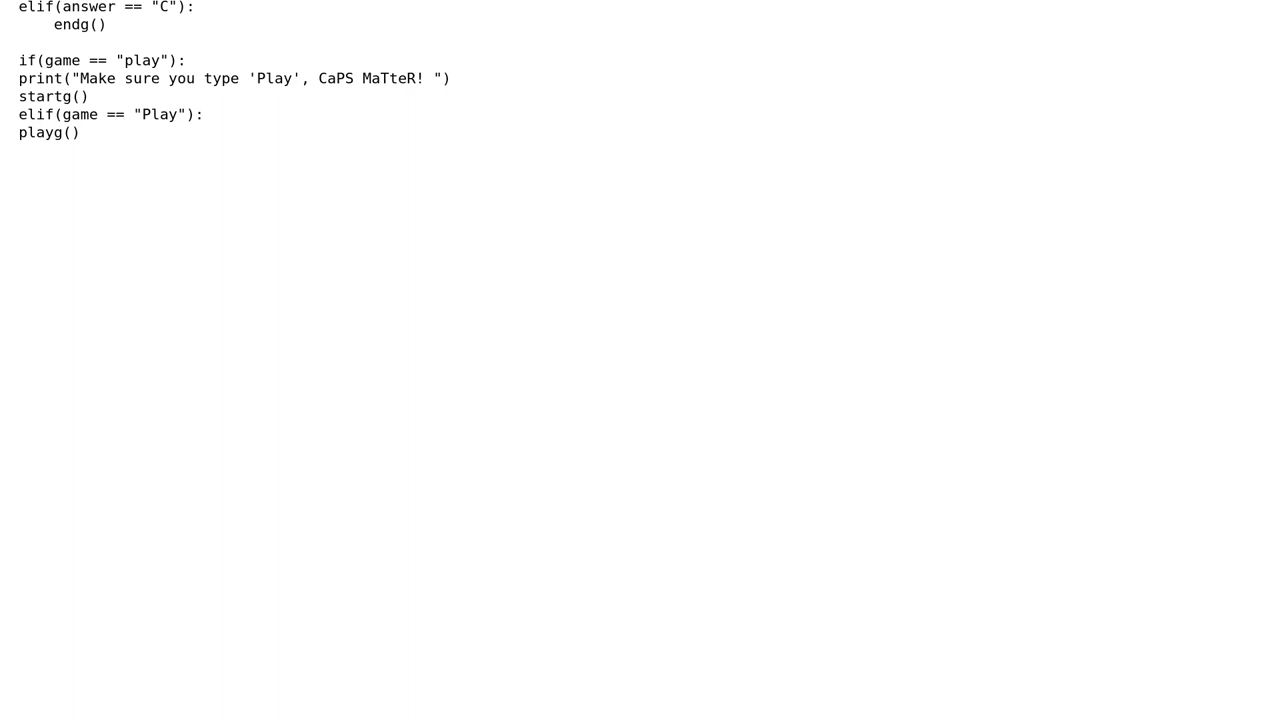 elif(answer == "C"):
    endg()

if(game == "play"):
print("Make sure you type 'Play', CaPS MaTteR! ")
startg()
elif(game == "Play"):
playg()